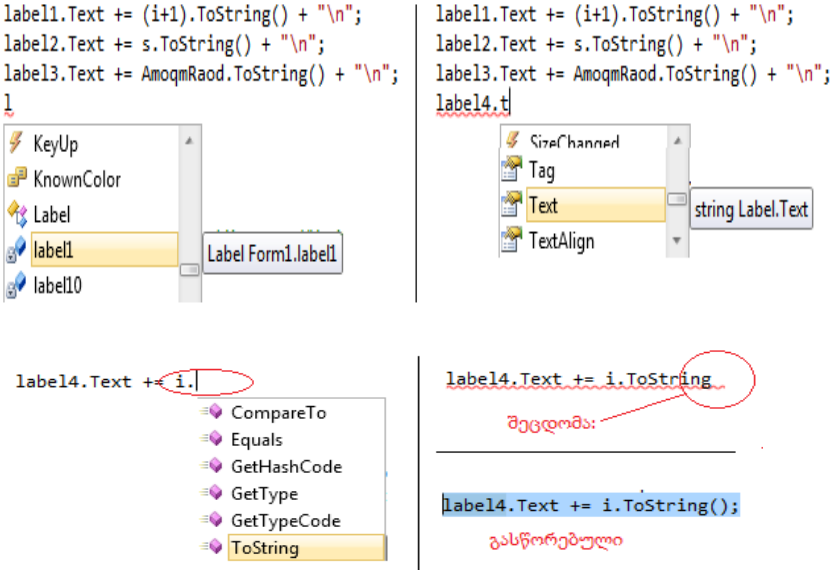 label1.Text += (i+1).ToString() + "\n";
label2.Text += s.ToString() + "\n";
label3.Text += AmoqmRaod.ToString() + "\n";
l
KeyUp
KnownColor
Label
label1
label10
Label Form1.label1
label1.Text += (i+1).ToString() + "\n";
label2.Text += s.ToString() + "\n";
label3.Text += AmoqmRaod.ToString() + "\n";
label4.t
SizeChanged
Tag
Text
TextAlign
string Label.Text
label4.Text += i.
CompareTo
Equals
GetHashCode
GetType
GetTypeCode
ToString
label4.Text += i.ToString
შეცდომა:
label4.Text += i.ToString();
გასწორებული